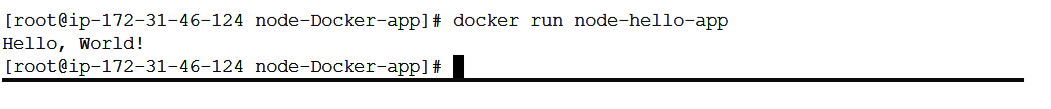 [root@ip-172-31-46-124 node-Docker-app]# docker run node-hello-app
Hello, World!
[root@ip-172-31-46-124 node-Docker-app]#